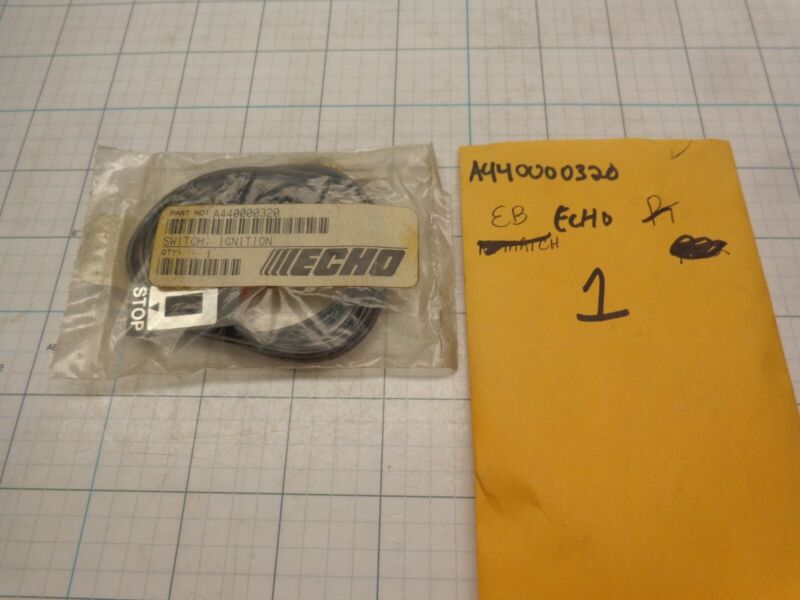 PART NO: A440000320
SWITCH, IGNITION
QTY: 1
ECHO
STOP
A440000320
EB ECHO
1